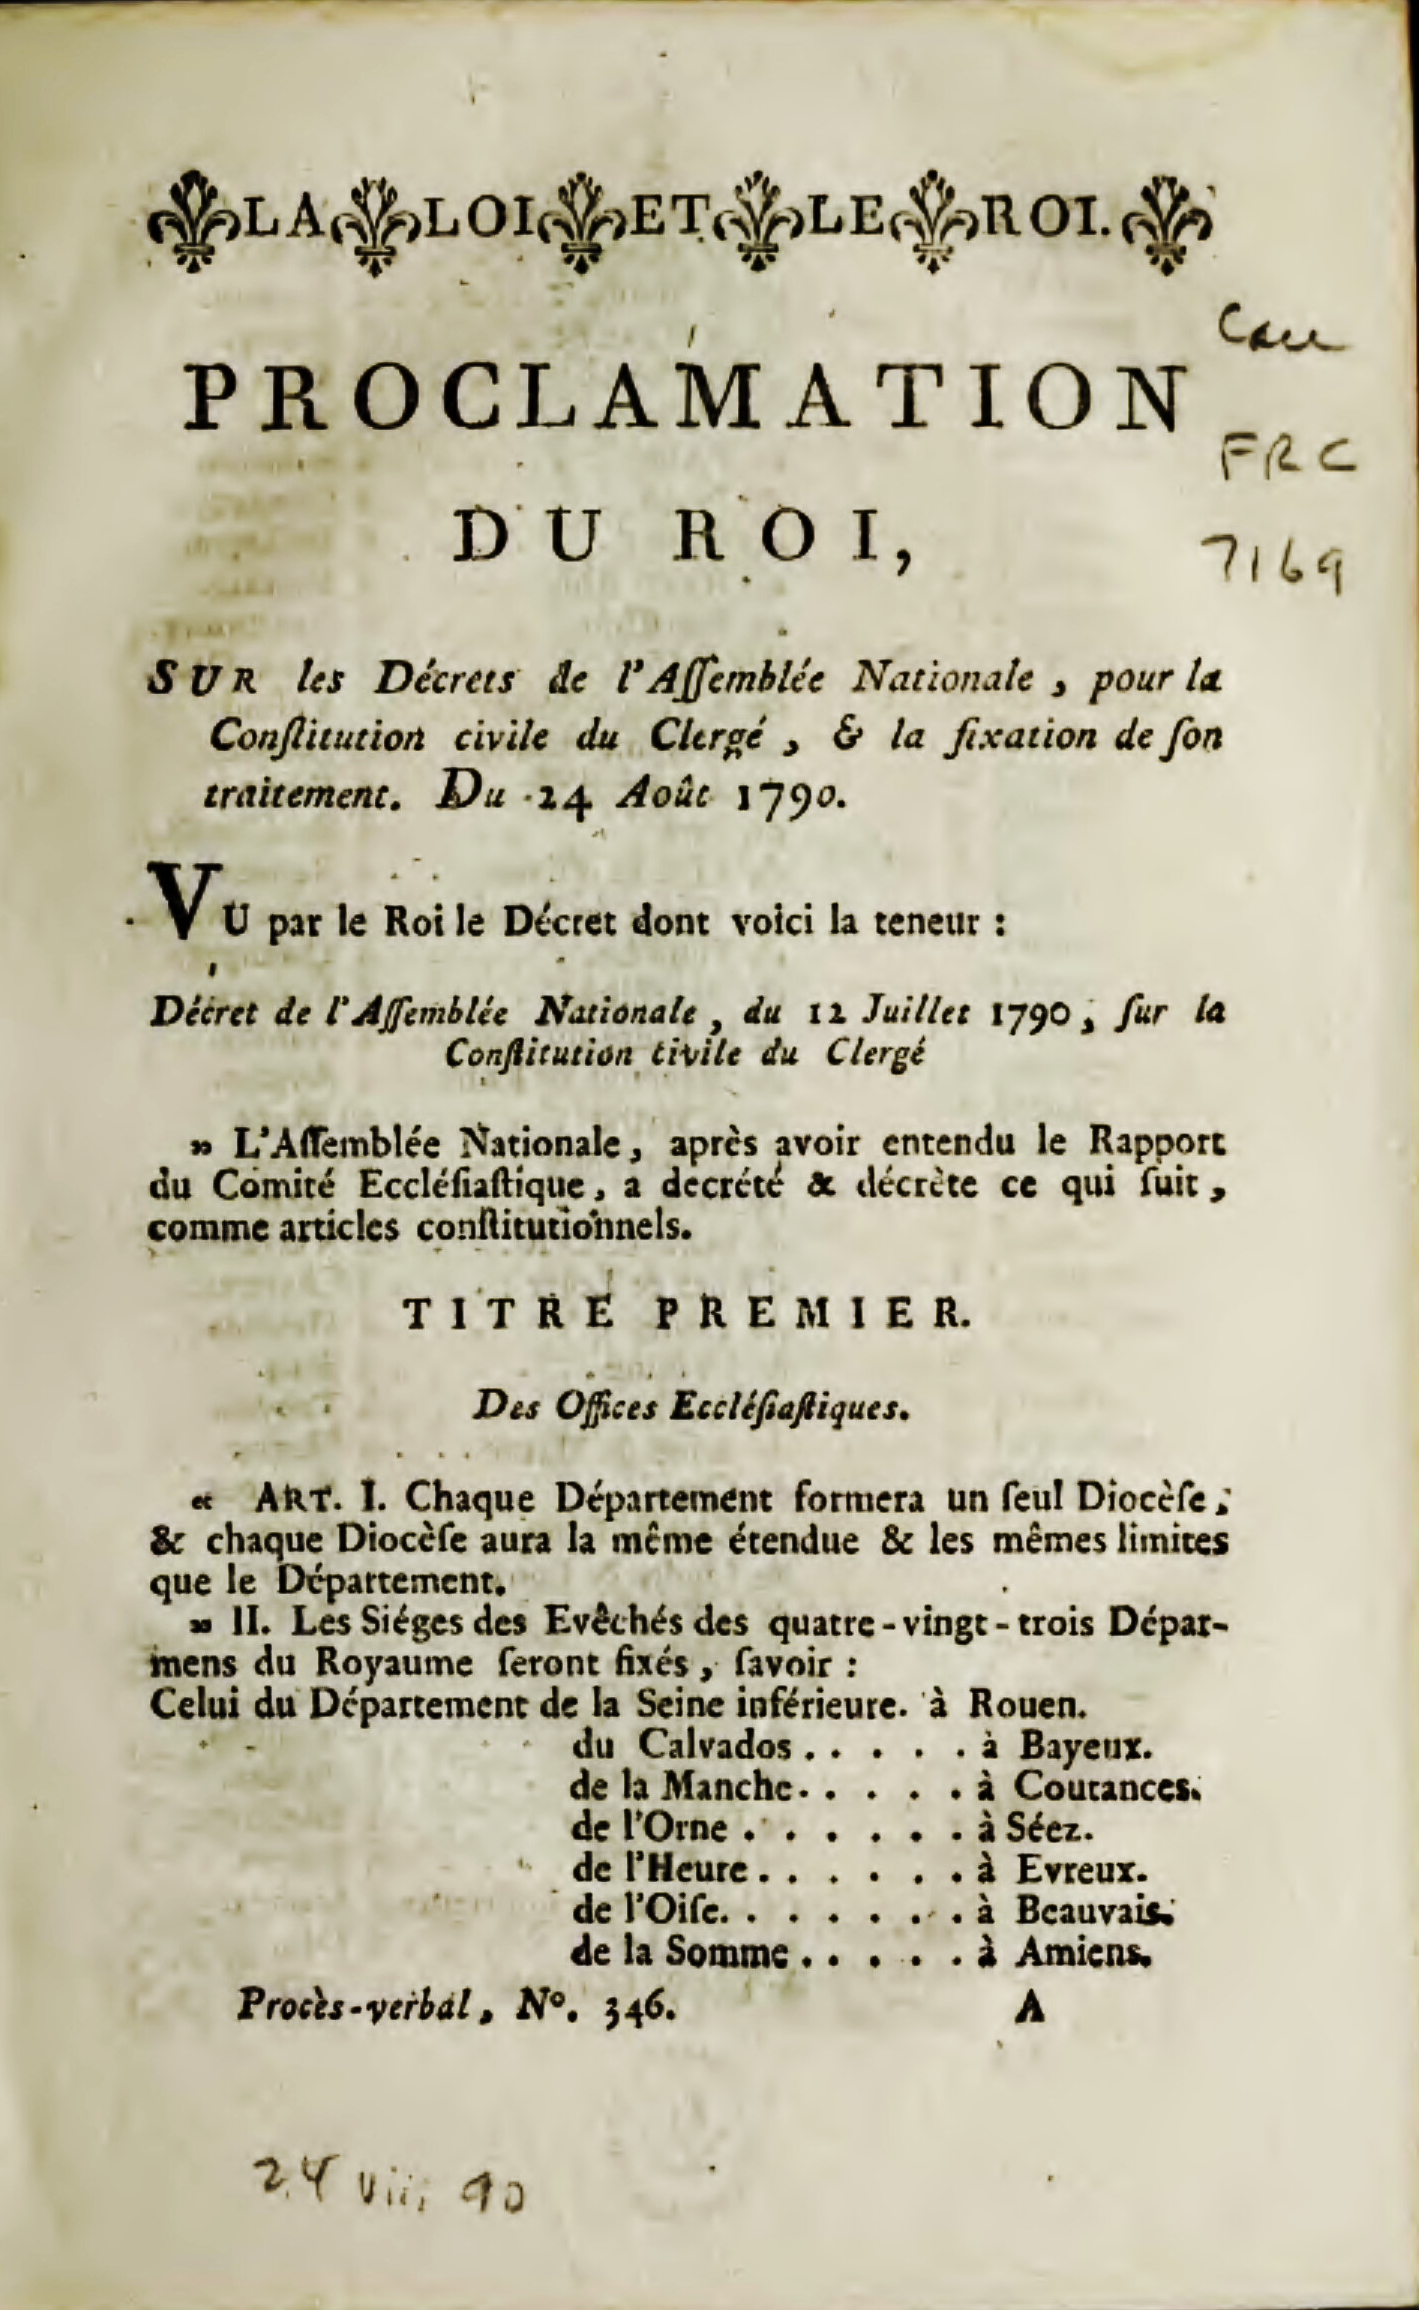 LA LOI ET LE ROI.
PROCLAMATION
DU ROI,
Caſe
FRC
7169
SUR les Décrets de l'Aſſemblée Nationale, pour la
Conſtitution civile du Clergé, & la fixation de ſon
traitement. Du 24 Août 1790.
VU par le Roi le Décret dont voici la teneur :
Décret de l'Aſſemblée Nationale, du 12 Juillet 1790, ſur la
Conſtitution civile du Clergé
» L'Aſſemblée Nationale, après avoir entendu le Rapport
du Comité Eccléſiaſtique, a decrété & décrète ce qui ſuit,
comme articles conſtitutionnels.
TITRE PREMIER.
Des Offices Eccléſiaſtiques.
« ART. I. Chaque Département formera un ſeul Diocèſe,
& chaque Diocèſe aura la même étendue & les mêmes limites
que le Département.
» II. Les Siéges des Evêchés des quatre-vingt-trois Dépar-
mens du Royaume ſeront fixés, ſavoir :
Celui du Département de la Seine inférieure. à Rouen.
du Calvados . . . . . . à Bayeux.
de la Manche . . . . . . à Coutances.
de l'Orne . . . . . . . à Séez.
de l'Heure . . . . . . . à Evreux.
de l'Oiſe. . . . . . . . à Beauvais.
de la Somme . . . . . . à Amiens.
Procès-verbal, N°. 346. A
24 viii, 90